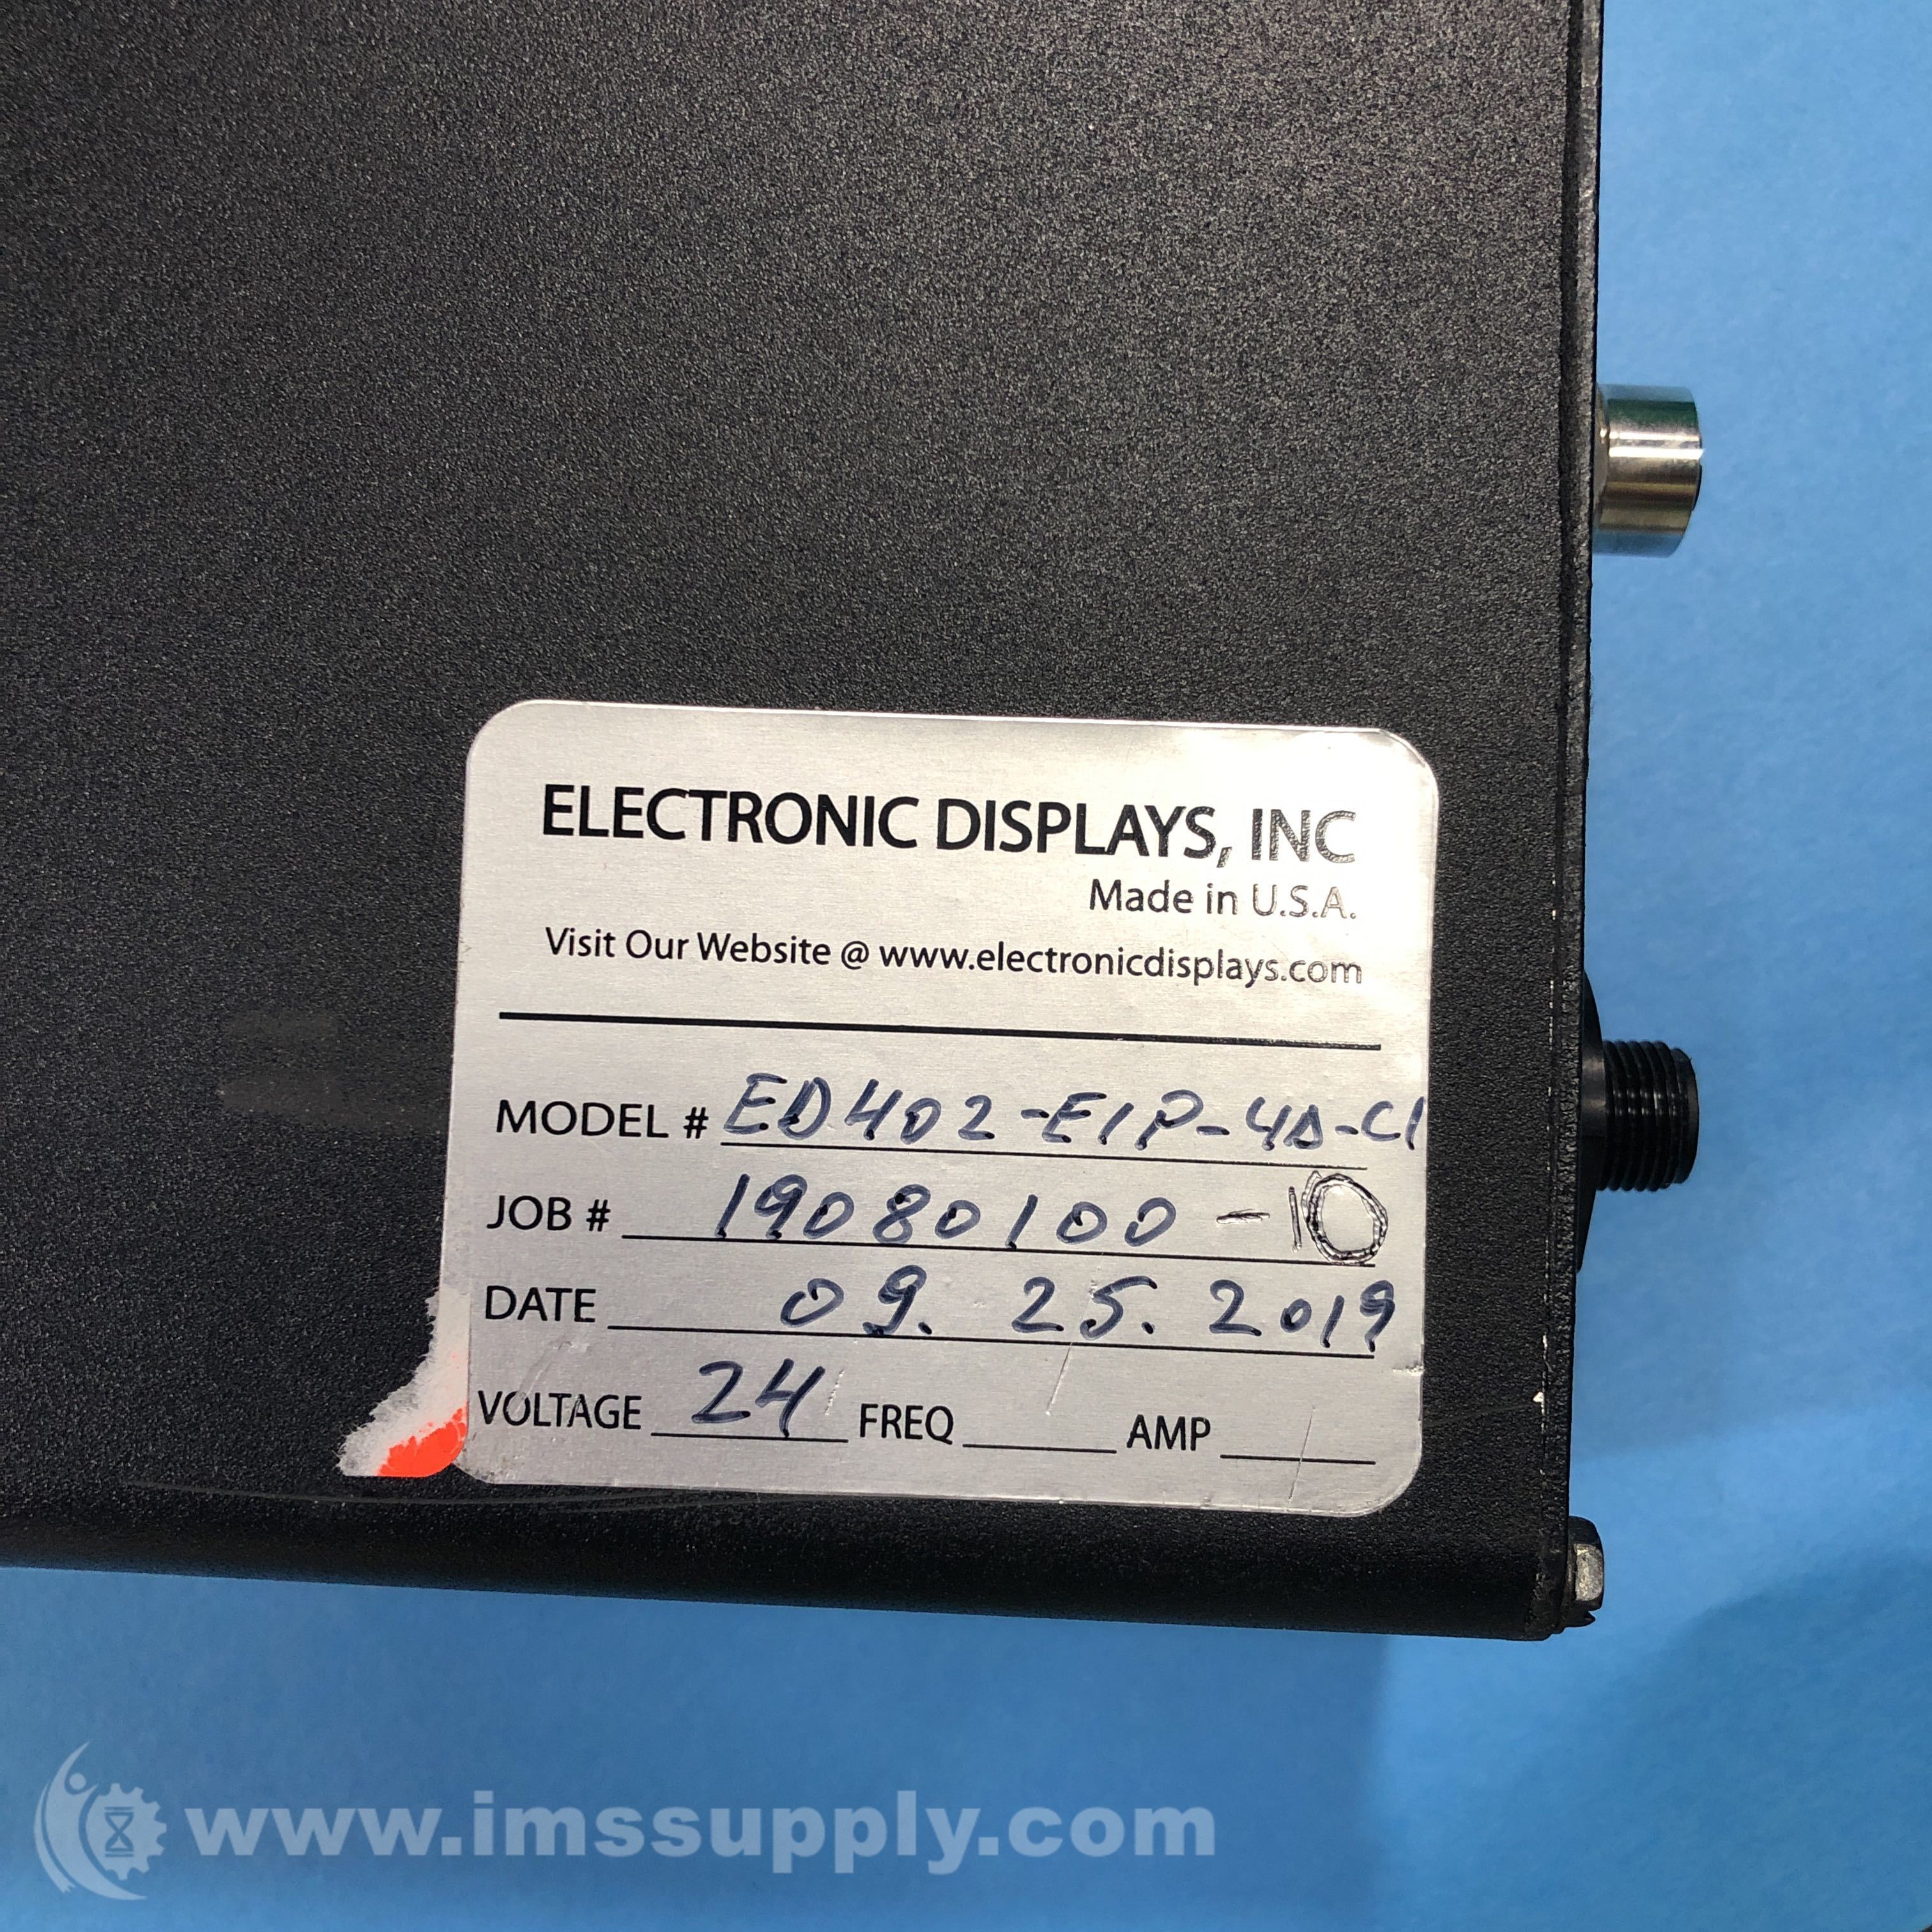 ELECTRONIC DISPLAYS, INC
Made in U.S.A.
Visit Our Website @ www.electronicdisplays.com
MODEL # ED402-EIP-4D-C1
JOB # 19080100-10
DATE 09. 25. 2019
VOLTAGE 24 FREQ AMP
www.imssupply.com